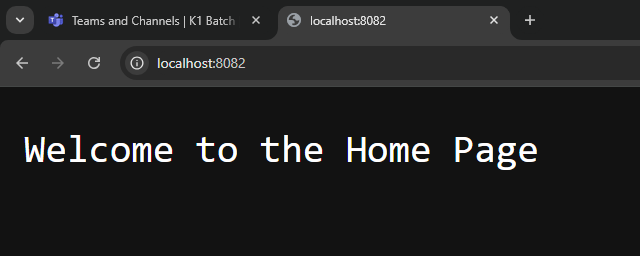 Teams and Channels | K1 Batch
localhost:8082
localhost:8082
Welcome to the Home Page